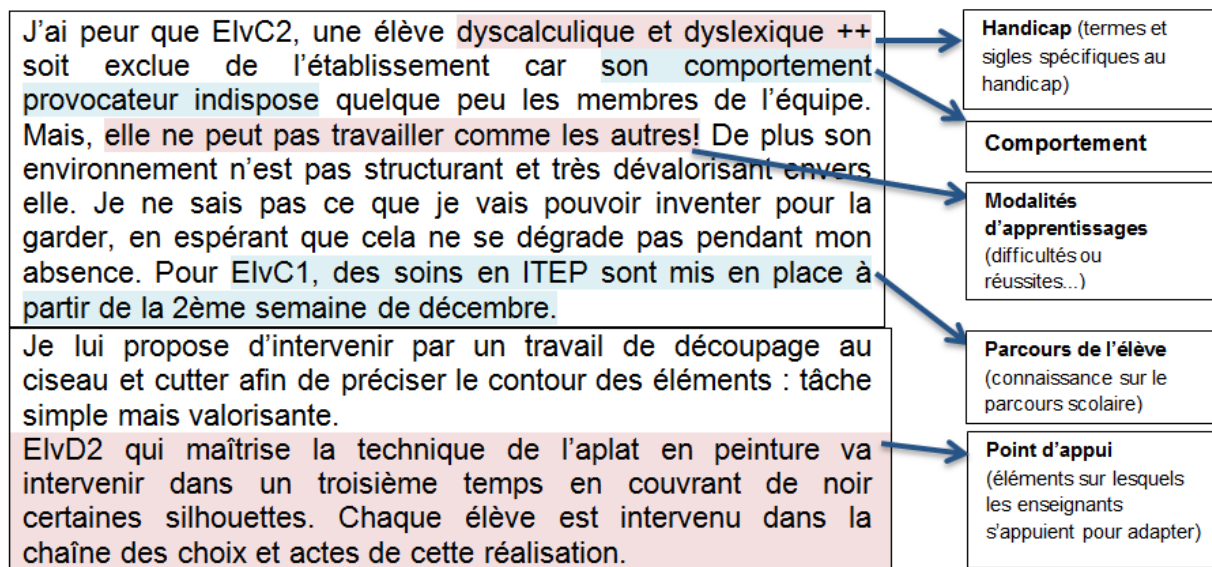 J’ai peur que ElvC2, une élève dyscalculique et dyslexique ++
soit exclue de l’établissement car son comportement
provocateur indispose quelque peu les membres de l’équipe.
Mais, elle ne peut pas travailler comme les autres! De plus son
environnement n’est pas structurant et très dévalorisant envers
elle. Je ne sais pas ce que je vais pouvoir inventer pour la
garder, en espérant que cela ne se dégrade pas pendant mon
absence. Pour ElvC1, des soins en ITEP sont mis en place à
partir de la 2ème semaine de décembre.
Je lui propose d’intervenir par un travail de découpage au
ciseau et cutter afin de préciser le contour des éléments : tâche
simple mais valorisante.
ElvD2 qui maîtrise la technique de l’aplat en peinture va
intervenir dans un troisième temps en couvrant de noir
certaines silhouettes. Chaque élève est intervenu dans la
chaîne des choix et actes de cette réalisation.
Handicap (termes et
sigles spécifiques au
handicap)
Comportement
Modalités
d’apprentissages
(difficultés ou
réussites...)
Parcours de l’élève
(connaissance sur le
parcours scolaire)
Point d’appui
(éléments sur lesquels
les enseignants
s’appuient pour adapter)